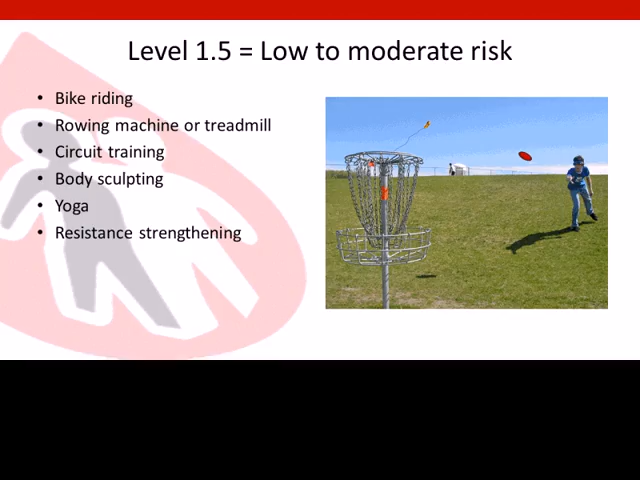 Level 1.5 = Low to moderate risk
• Bike riding
• Rowing machine or treadmill
• Circuit training
• Body sculpting
• Yoga
• Resistance strengthening